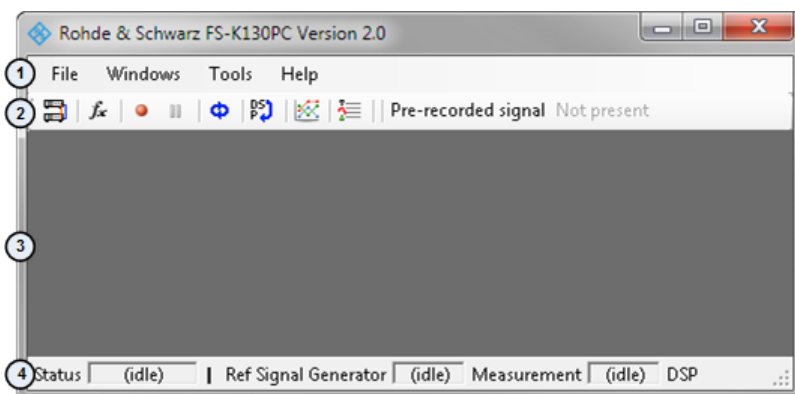 Rohde & Schwarz FS-K130PC Version 2.0
1 File Windows Tools Help
2 fx DSP Pre-recorded signal Not present
3
4 Status (idle) | Ref Signal Generator (idle) Measurement (idle) DSP